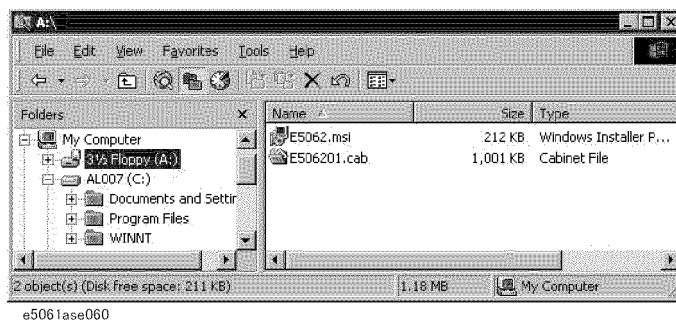 A:\
File Edit View Favorites Tools Help
Folders x
My Computer
3½ Floppy (A:)
AL007 (C:)
Documents and Settir
Program Files
WINNT
Name Size Type
E5062.msi 212 KB Windows Installer P...
E506201.cab 1,001 KB Cabinet File
2 object(s) (Disk free space: 211 KB) 1.18 MB My Computer
e5061ase060